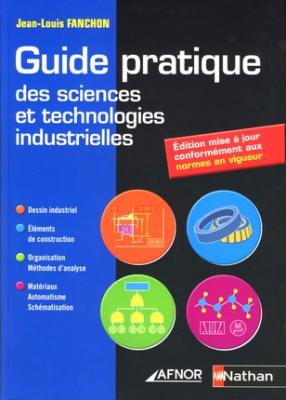 Jean-Louis FANCHON
Guide pratique
des sciences
et technologies
industrielles
Édition mise à jour
conformément aux
normes en vigueur
Dessin industriel
Éléments
de construction
Organisation
Méthodes d'analyse
Matériaux
Automatisme
Schématisation
AFNOR
Nathan